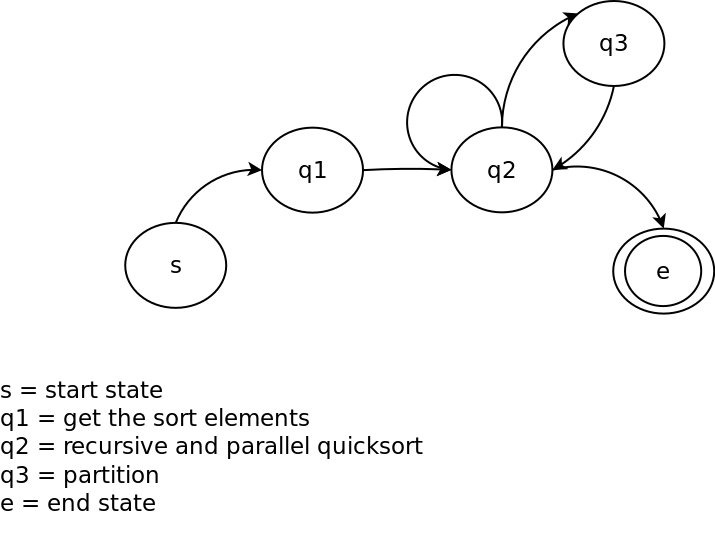 q3
q1
q2
s
e
s = start state
q1 = get the sort elements
q2 = recursive and parallel quicksort
q3 = partition
e = end state